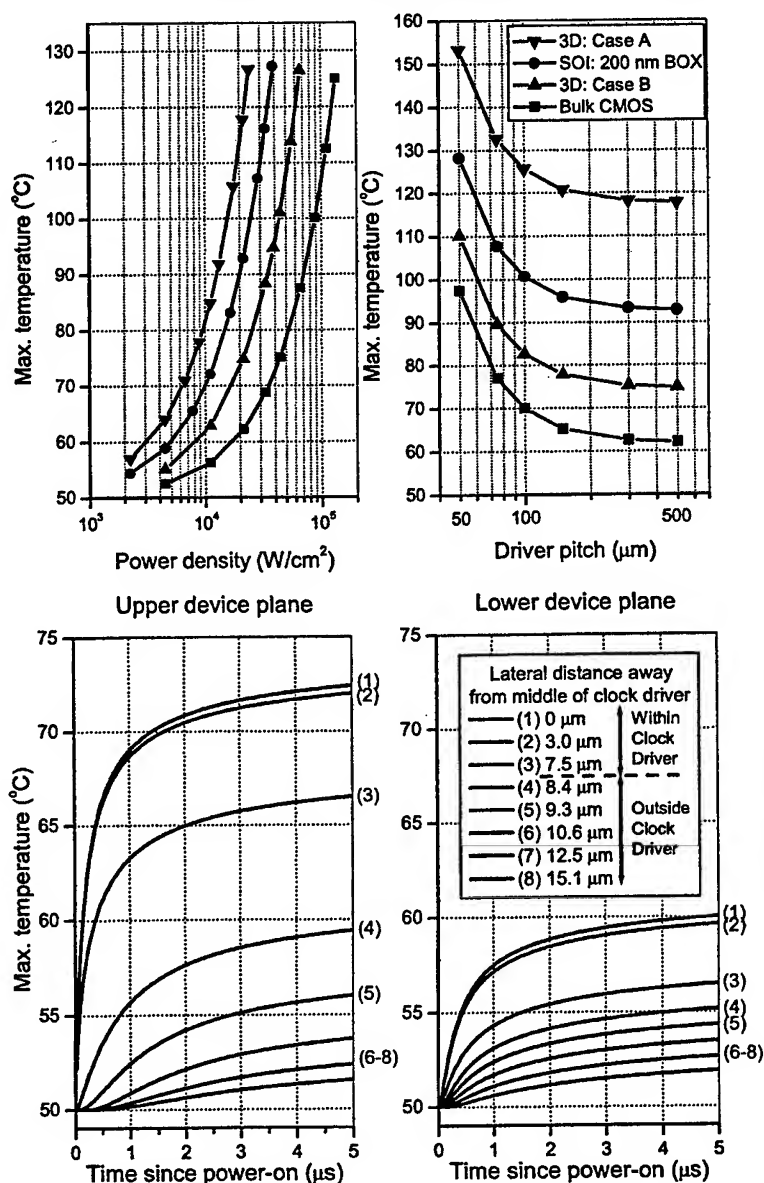 Max. temperature (°C)
130
120
110
100
90
80
70
60
50
10³
10⁴
10⁵
Power density (W/cm²)
Max. temperature (°C)
160
150
140
130
120
110
100
90
80
70
60
50
3D: Case A
SOI: 200 nm BOX
3D: Case B
Bulk CMOS
50
100
500
Driver pitch (µm)
Upper device plane
Max. temperature (°C)
75
70
65
60
55
50
(1)
(2)
(3)
(4)
(5)
(6-8)
0
1
2
3
4
5
Time since power-on (µs)
Lower device plane
75
70
65
60
55
50
Lateral distance away
from middle of clock driver
(1) 0 µm
(2) 3.0 µm
(3) 7.5 µm
(4) 8.4 µm
(5) 9.3 µm
(6) 10.6 µm
(7) 12.5 µm
(8) 15.1 µm
Within
Clock
Driver
Outside
Clock
Driver
(1)
(2)
(3)
(4)
(5)
(6-8)
0
1
2
3
4
5
Time since power-on (µs)